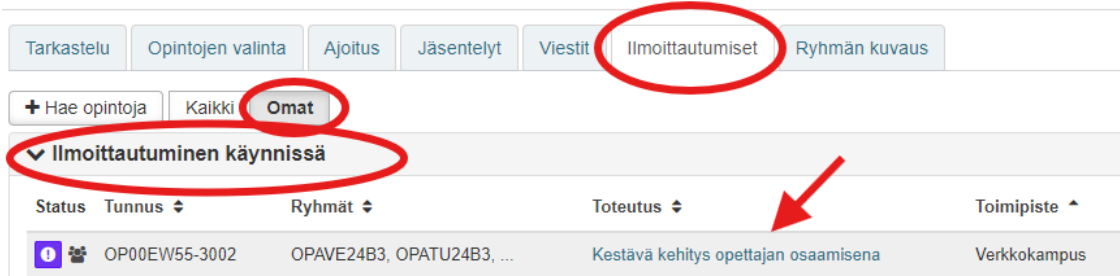 Tarkastelu Opintojen valinta Ajoitus Jäsentelyt Viestit Ilmoittautumiset Ryhmän kuvaus
+ Hae opintoja Kaikki Omat
Ilmoittautuminen käynnissä
Status Tunnus Ryhmät Toteutus Toimipiste
OP00EW55-3002 OPAVE24B3, OPATU24B3, ... Kestävä kehitys opettajan osaamisena Verkkokampus